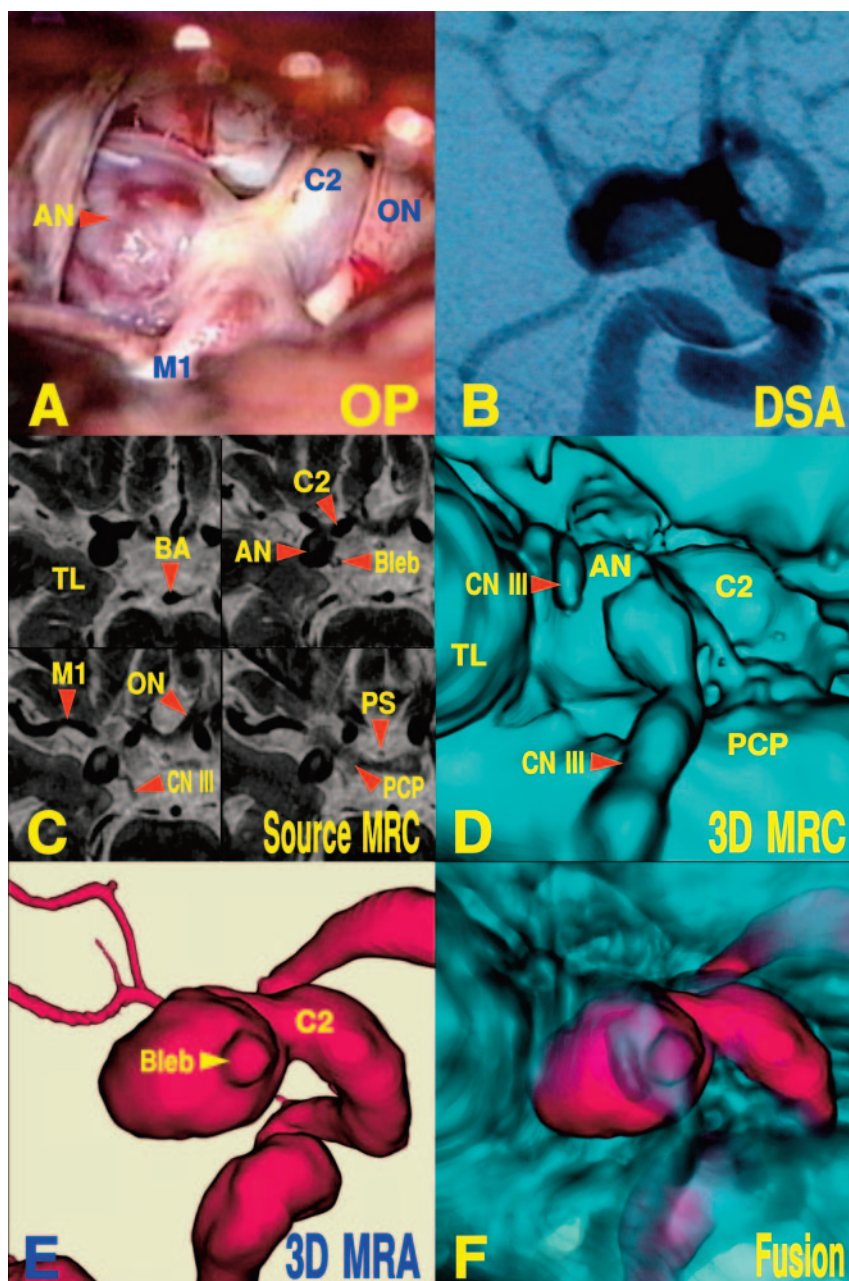 C2
ON
AN
M1
A
OP
B
DSA
C2
BA
AN
Bleb
TL
M1
ON
PS
CN III
PCP
C
Source MRC
AN
CN III
C2
TL
PCP
CN III
D
3D MRC
C2
Bleb
E
3D MRA
F
Fusion